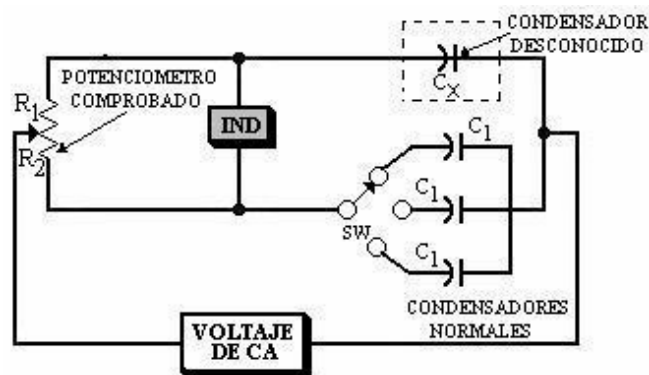 CONDENSADOR
DESCONOCIDO
CX
POTENCIOMETRO
COMPROBADO
R1
R2
IND
C1
C1
SW
C1
CONDENSADORES
NORMALES
VOLTAJE
DE CA